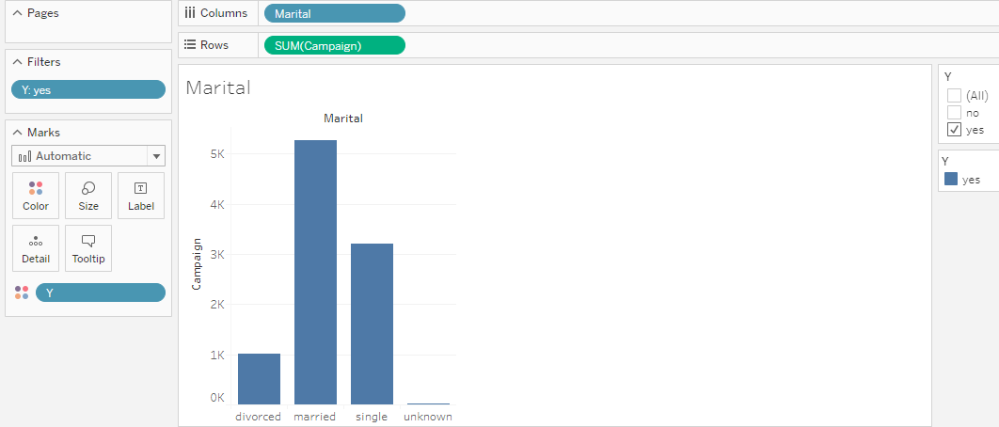 Pages
Columns
Marital
Rows
SUM(Campaign)
Filters
Y: yes
Marks
Automatic
Color
Size
Label
Detail
Tooltip
Y
Marital
Marital
Campaign
5K
4K
3K
2K
1K
0K
divorced married single unknown
Y
(All)
no
yes
Y
yes